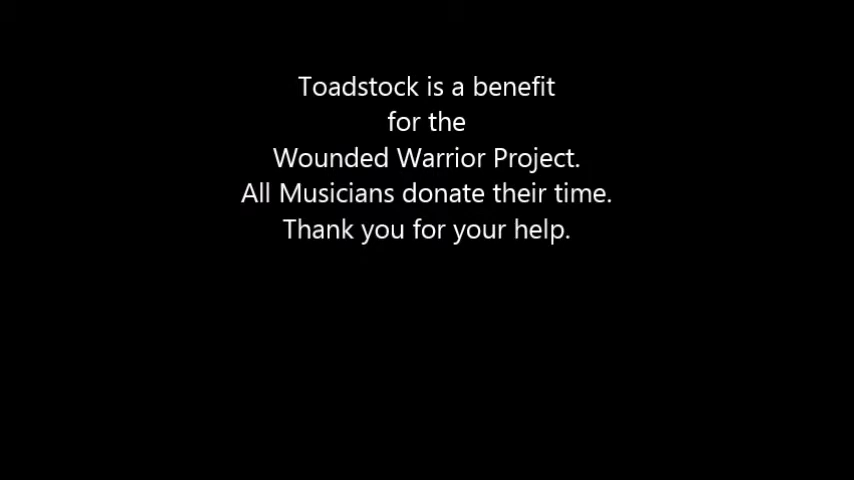 Toadstock is a benefit
for the
Wounded Warrior Project.
All Musicians donate their time.
Thank you for your help.